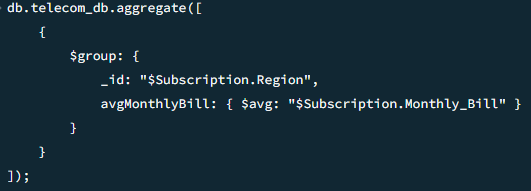 db.telecom_db.aggregate([
    {
        $group: {
            _id: "$Subscription.Region",
            avgMonthlyBill: { $avg: "$Subscription.Monthly_Bill" }
        }
    }
]);